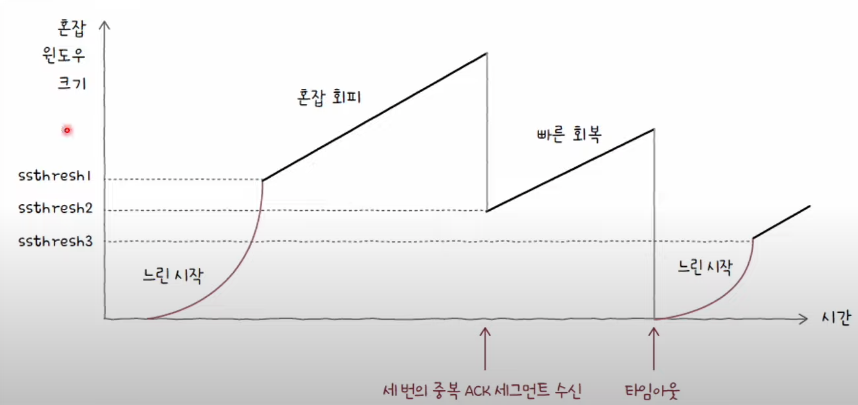 혼잡
윈도우
크기
혼잡 회피
빠른 회복
ssthresh1
ssthresh2
ssthresh3
느린 시작
느린 시작
시간
세 번의 중복 ACK 세그먼트 수신
타임아웃